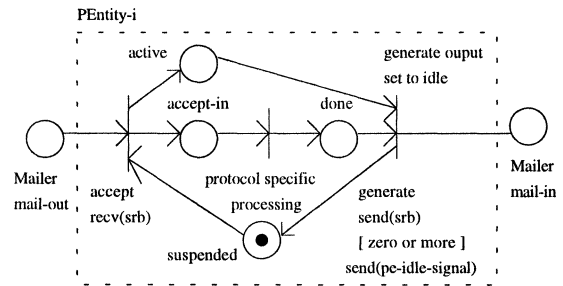 PEntity-i
active
generate ouput
set to idle
accept-in
done
Mailer
mail-out
accept
recv(srb)
protocol specific
processing
generate
send(srb)
[ zero or more ]
send(pe-idle-signal)
suspended
Mailer
mail-in